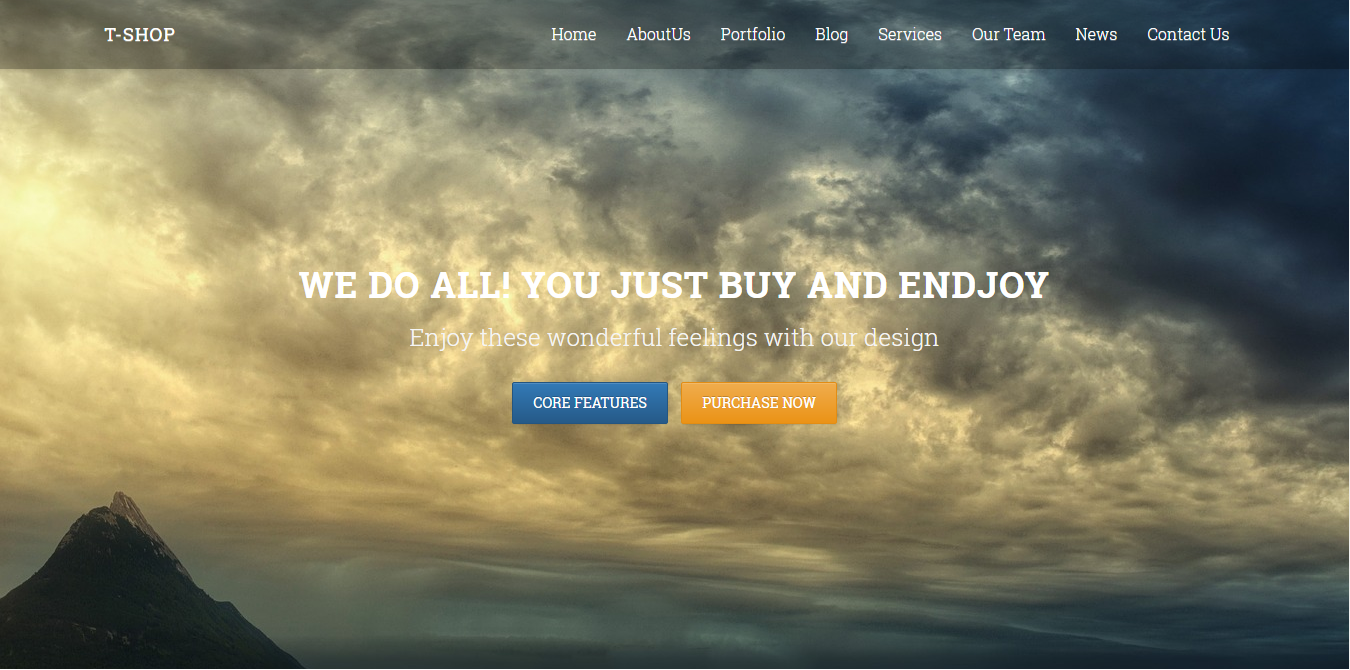 T-SHOP
Home AboutUs Portfolio Blog Services Our Team News Contact Us
WE DO ALL! YOU JUST BUY AND ENDJOY
Enjoy these wonderful feelings with our design
CORE FEATURES PURCHASE NOW